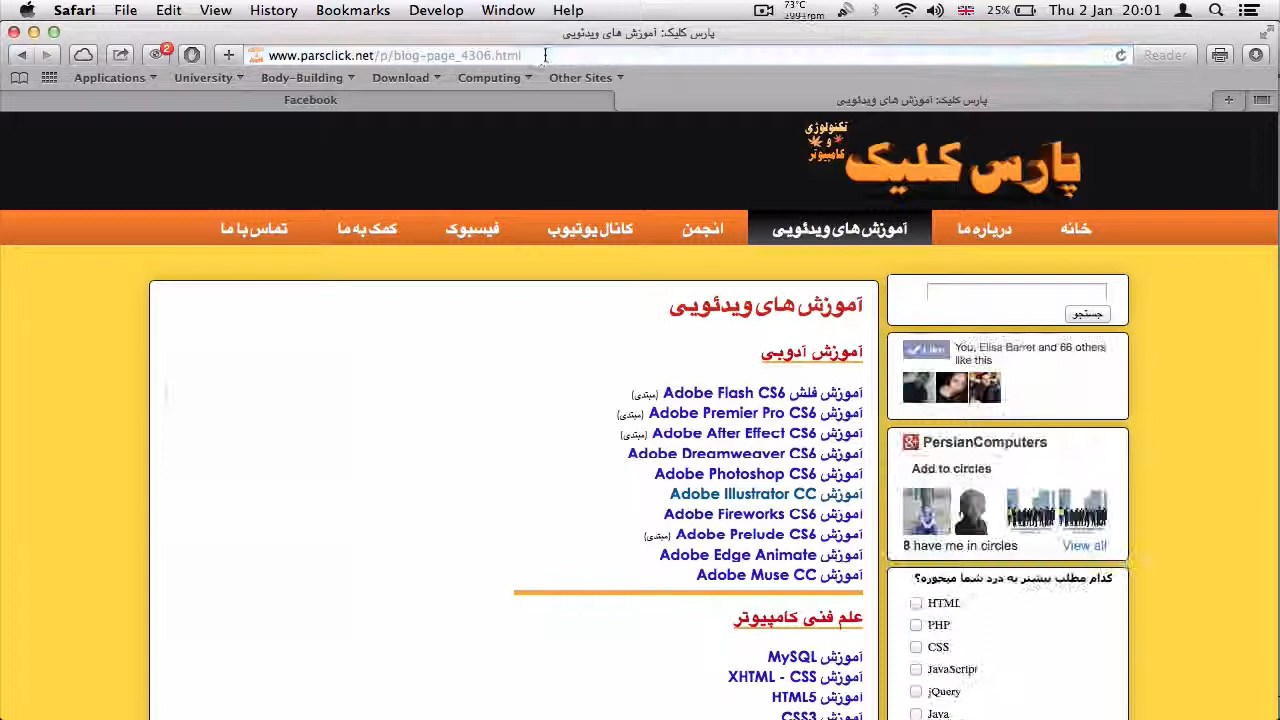 Safari File Edit View History Bookmarks Develop Window Help 73°C 2991rpm 25% Thu 2 Jan 20:01
پارس کلیک: آموزش های ویدئویی
2 www.parsclick.net/p/blog-page_4306.html Reader
Applications University Body-Building Download Computing Other Sites
Facebook پارس کلیک: آموزش های ویدئویی
تکنولوژی
و
کامپیوتر
پارس کلیک
خانه درباره ما آموزش های ویدئویی انجمن کانال یوتیوب فیسبوک کمک به ما تماس با ما
جستجو
You, Elisa Barret and 66 others
like this
PersianComputers
Add to circles
8 have me in circles View all
کدام مطلب بیشتر به درد شما میخوره؟
HTML
PHP
CSS
JavaScript
jQuery
Java
آموزش های ویدئویی
آموزش آدوبی
آموزش فلش Adobe Flash CS6 (مبتدی)
آموزش Adobe Premier Pro CS6 (مبتدی)
آموزش Adobe After Effect CS6 (مبتدی)
آموزش Adobe Dreamweaver CS6
آموزش Adobe Photoshop CS6
آموزش Adobe Illustrator CC
آموزش Adobe Fireworks CS6
آموزش Adobe Prelude CS6 (مبتدی)
آموزش Adobe Edge Animate
آموزش Adobe Muse CC
علم فنی کامپیوتر
آموزش MySQL
آموزش XHTML - CSS
آموزش HTML5
آموزش CSS3